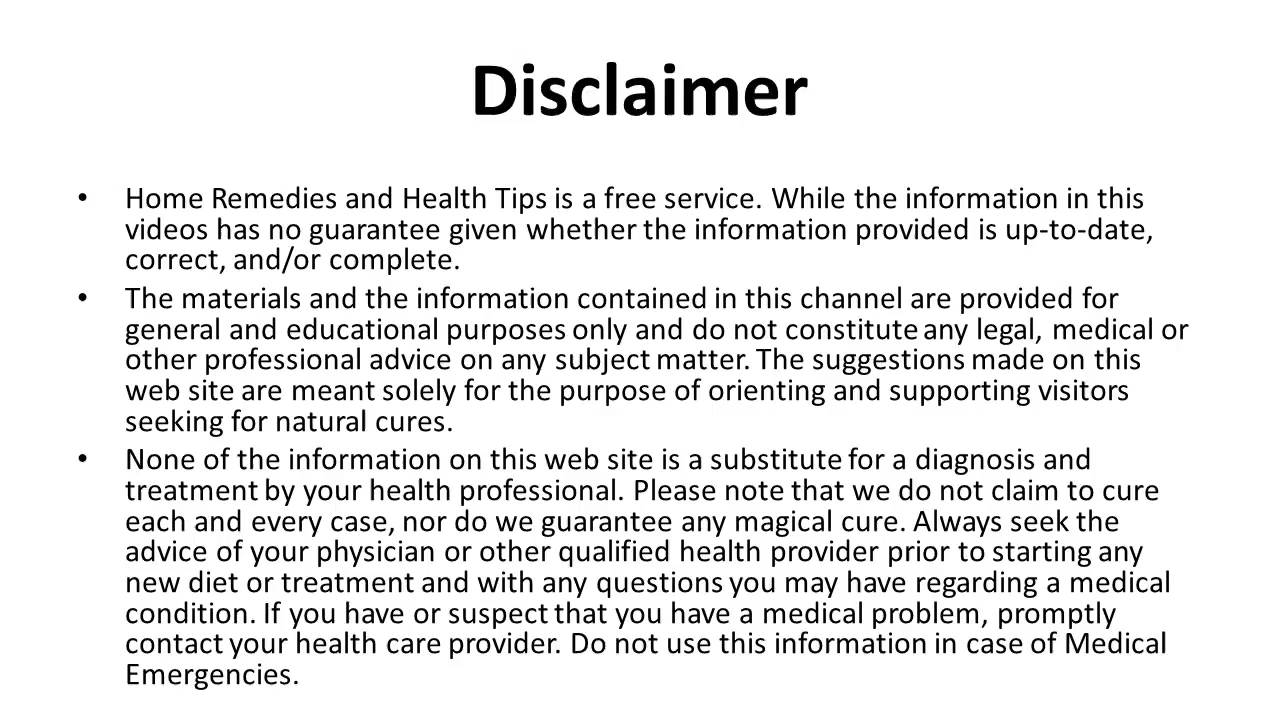 Disclaimer
• Home Remedies and Health Tips is a free service. While the information in this
videos has no guarantee given whether the information provided is up-to-date,
correct, and/or complete.
• The materials and the information contained in this channel are provided for
general and educational purposes only and do not constitute any legal, medical or
other professional advice on any subject matter. The suggestions made on this
web site are meant solely for the purpose of orienting and supporting visitors
seeking for natural cures.
• None of the information on this web site is a substitute for a diagnosis and
treatment by your health professional. Please note that we do not claim to cure
each and every case, nor do we guarantee any magical cure. Always seek the
advice of your physician or other qualified health provider prior to starting any
new diet or treatment and with any questions you may have regarding a medical
condition. If you have or suspect that you have a medical problem, promptly
contact your health care provider. Do not use this information in case of Medical
Emergencies.